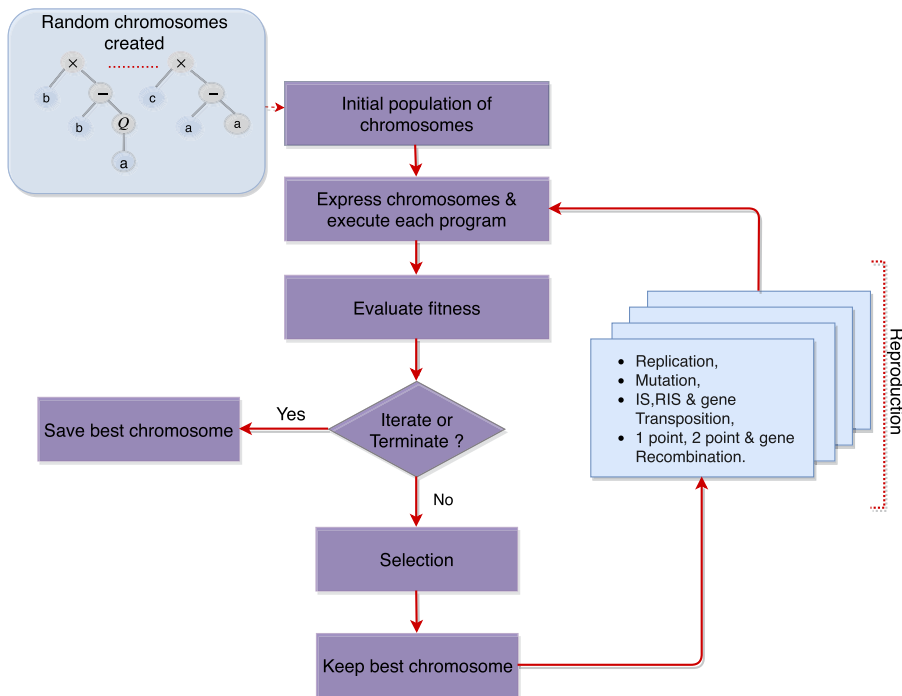 Random chromosomes
created
×
×
b
−
c
−
b
Q
a
a
a
Initial population of
chromosomes
Express chromosomes &
execute each program
Evaluate fitness
Iterate or
Terminate ?
Yes
Save best chromosome
No
Selection
Keep best chromosome
• Replication,
• Mutation,
• IS,RIS & gene
Transposition,
• 1 point, 2 point & gene
Recombination.
Reproduction